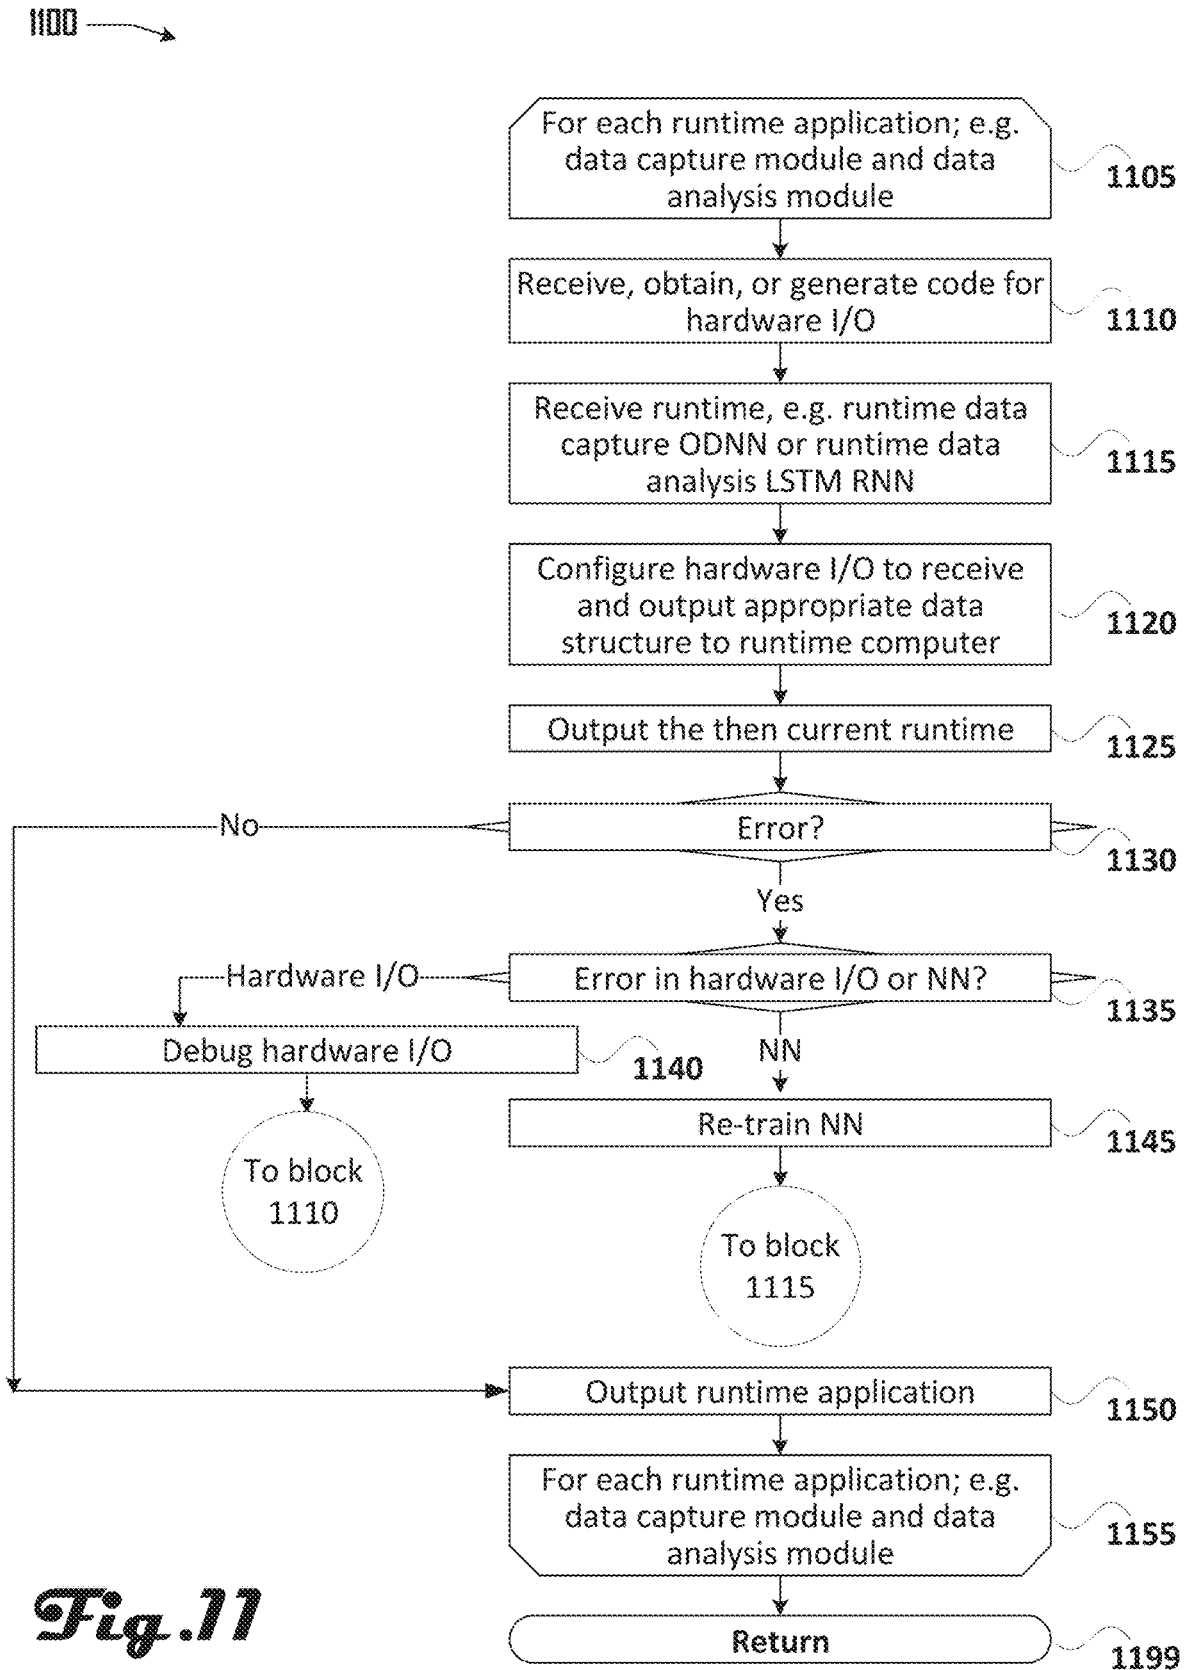 1100
For each runtime application; e.g.
data capture module and data
analysis module
1105
Receive, obtain, or generate code for
hardware I/O
1110
Receive runtime, e.g. runtime data
capture ODNN or runtime data
analysis LSTM RNN
1115
Configure hardware I/O to receive
and output appropriate data
structure to runtime computer
1120
Output the then current runtime
1125
No
Error?
1130
Yes
Hardware I/O
Error in hardware I/O or NN?
1135
Debug hardware I/O
1140
NN
Re-train NN
1145
To block
1110
To block
1115
Output runtime application
1150
For each runtime application; e.g.
data capture module and data
analysis module
1155
Return
1199
Fig.11